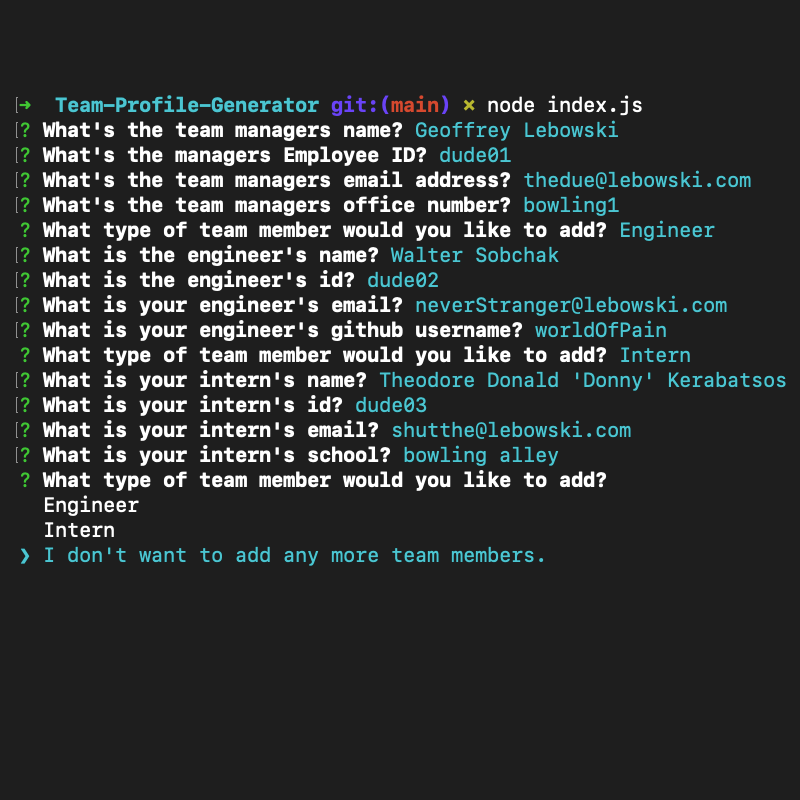 ➜  Team-Profile-Generator git:(main) ✗ node index.js
? What's the team managers name? Geoffrey Lebowski
? What's the managers Employee ID? dude01
? What's the team managers email address? thedue@lebowski.com
? What's the team managers office number? bowling1
? What type of team member would you like to add? Engineer
? What is the engineer's name? Walter Sobchak
? What is the engineer's id? dude02
? What is your engineer's email? neverStranger@lebowski.com
? What is your engineer's github username? worldOfPain
? What type of team member would you like to add? Intern
? What is your intern's name? Theodore Donald 'Donny' Kerabatsos
? What is your intern's id? dude03
? What is your intern's email? shutthe@lebowski.com
? What is your intern's school? bowling alley
? What type of team member would you like to add?
Engineer
Intern
❯ I don't want to add any more team members.